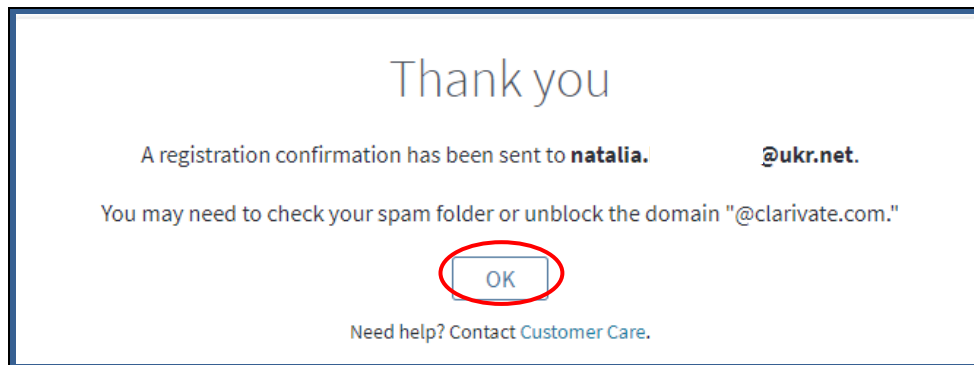 Thank you
A registration confirmation has been sent to natalia. @ukr.net.
You may need to check your spam folder or unblock the domain "@clarivate.com."
OK
Need help? Contact Customer Care.